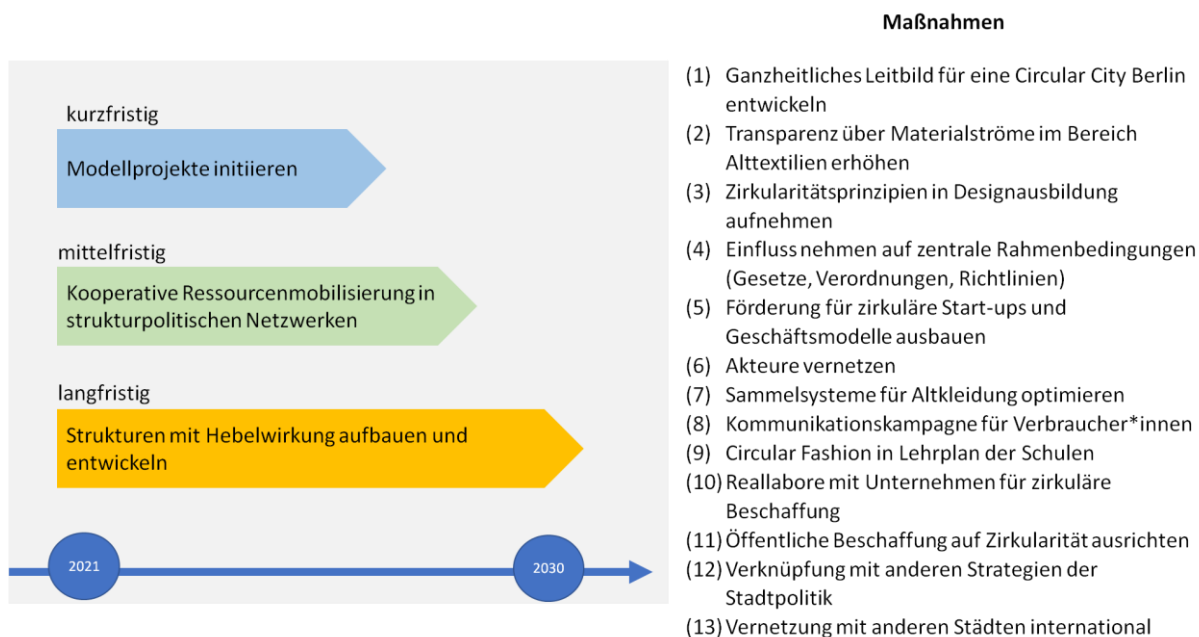 Maßnahmen
kurzfristig
Modellprojekte initiieren
mittelfristig
Kooperative Ressourcenmobilisierung in
strukturpolitischen Netzwerken
langfristig
Strukturen mit Hebelwirkung aufbauen und
entwickeln
2021
2030
(1) Ganzheitliches Leitbild für eine Circular City Berlin
entwickeln
(2) Transparenz über Materialströme im Bereich
Alttextilien erhöhen
(3) Zirkularitätsprinzipien in Designausbildung
aufnehmen
(4) Einfluss nehmen auf zentrale Rahmenbedingungen
(Gesetze, Verordnungen, Richtlinien)
(5) Förderung für zirkuläre Start-ups und
Geschäftsmodelle ausbauen
(6) Akteure vernetzen
(7) Sammelsysteme für Altkleidung optimieren
(8) Kommunikationskampagne für Verbraucher*innen
(9) Circular Fashion in Lehrplan der Schulen
(10) Reallabore mit Unternehmen für zirkuläre
Beschaffung
(11) Öffentliche Beschaffung auf Zirkularität ausrichten
(12) Verknüpfung mit anderen Strategien der
Stadtpolitik
(13) Vernetzung mit anderen Städten international